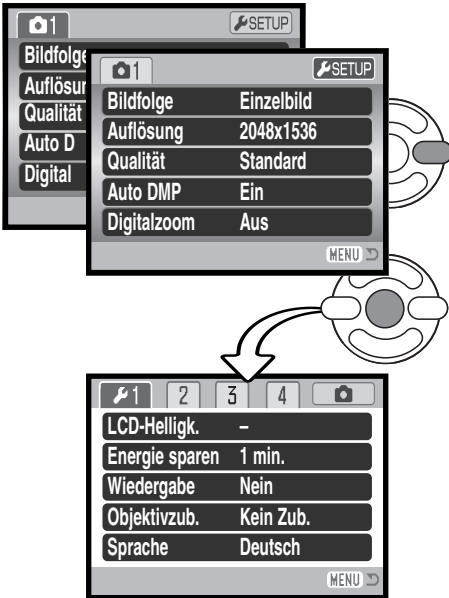 1 SETUP
Bildfolge
Auflösur
Qualität
Auto D
Digital
1 SETUP
Bildfolge Einzelbild
Auflösung 2048x1536
Qualität Standard
Auto DMP Ein
Digitalzoom Aus
MENU
1 2 3 4
LCD-Helligk. –
Energie sparen 1 min.
Wiedergabe Nein
Objektivzub. Kein Zub.
Sprache Deutsch
MENU